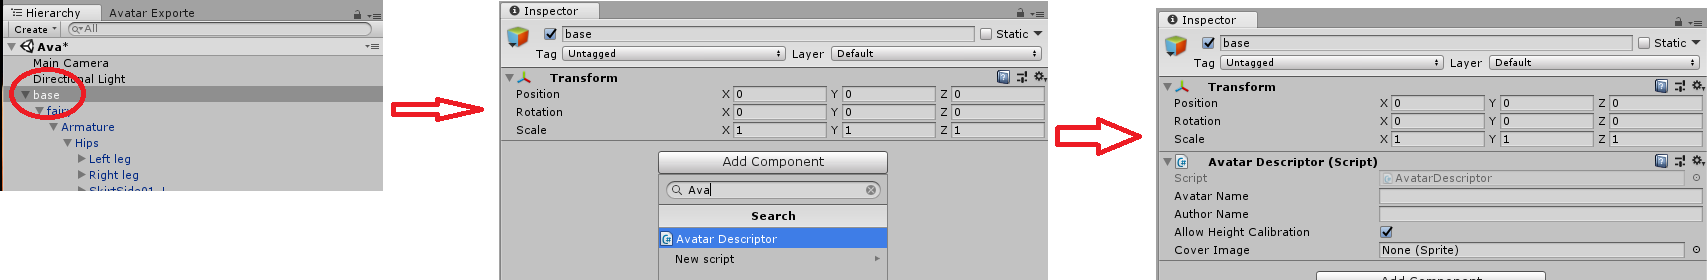 Hierarchy
Avatar Exporte
Create
All
Ava*
Main Camera
Directional Light
base
fair
Armature
Hips
Left leg
Right leg
Inspector
base
Static
Tag Untagged Layer Default
Transform
Position X 0 Y 0 Z 0
Rotation X 0 Y 0 Z 0
Scale X 1 Y 1 Z 1
Add Component
Ava
Search
Avatar Descriptor
New script
Inspector
base
Static
Tag Untagged Layer Default
Transform
Position X 0 Y 0 Z 0
Rotation X 0 Y 0 Z 0
Scale X 1 Y 1 Z 1
Avatar Descriptor (Script)
Script AvatarDescriptor
Avatar Name
Author Name
Allow Height Calibration
Cover Image None (Sprite)
Add Component